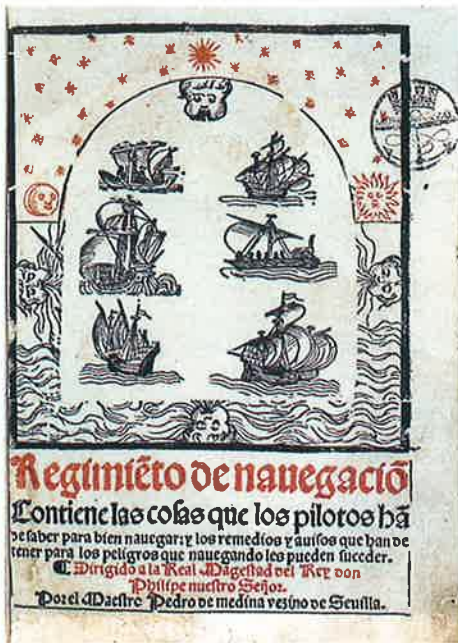 Regimiẽto de nauegaciõ
Contiene las cosas que los pilotos hã
de saber para bien nauegar: y los remedios y auisos que han de
tener para los peligros que nauegando les pueden succeder.
Dirigido a la Real Magestad del Rey don
Philipe nuestro Señor.
Por el Maestro Pedro de medina vezino de Seuilla.